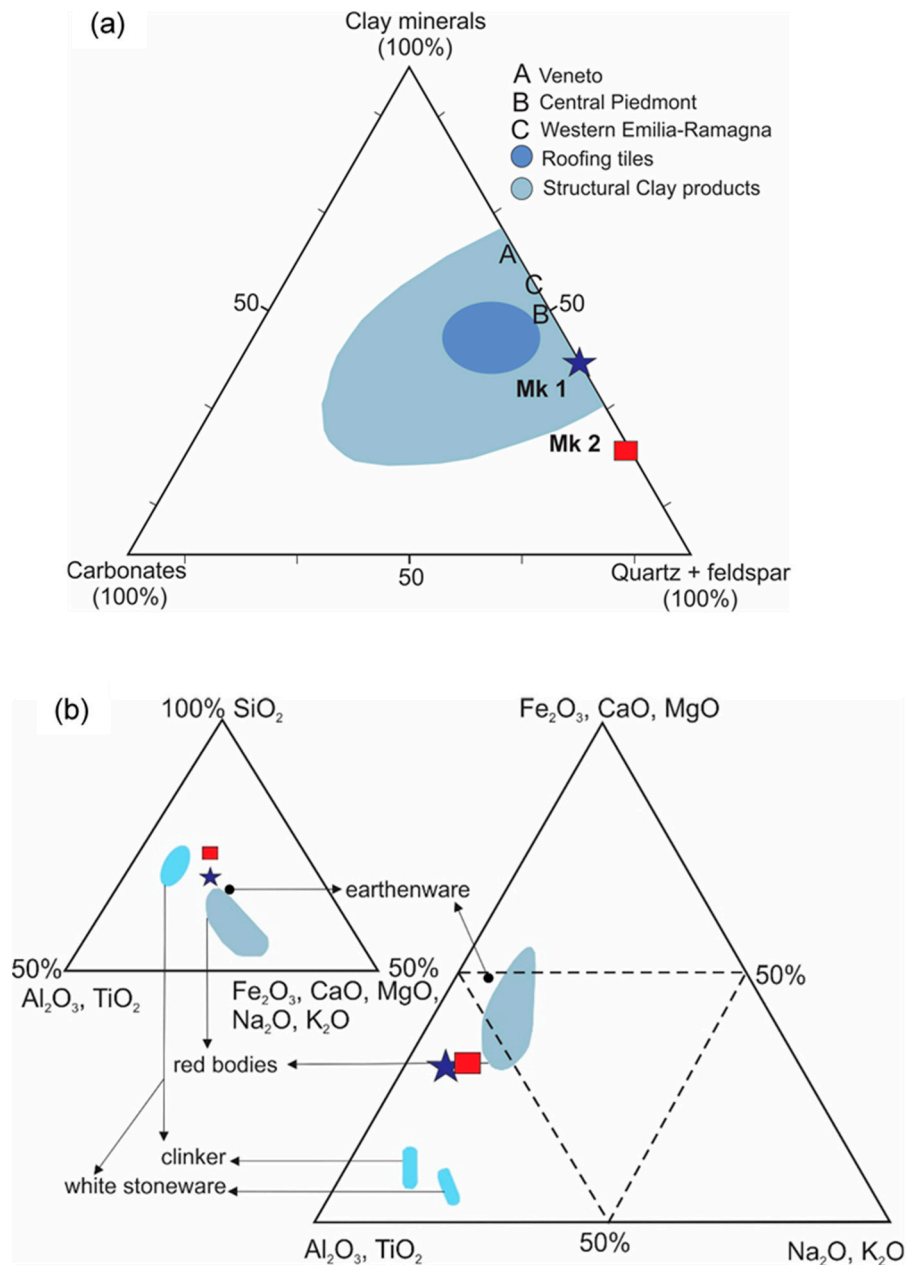 (a)
Clay minerals
(100%)
A Veneto
B Central Piedmont
C Western Emilia-Ramagna
Roofing tiles
Structural Clay products
A
C
50
50
B
Mk 1
Mk 2
Carbonates
(100%)
50
Quartz + feldspar
(100%)
(b)
100% SiO₂
Fe₂O₃, CaO, MgO
earthenware
50%
50%
50%
Al₂O₃, TiO₂
Fe₂O₃, CaO, MgO,
Na₂O, K₂O
red bodies
clinker
white stoneware
Al₂O₃, TiO₂
50%
Na₂O, K₂O